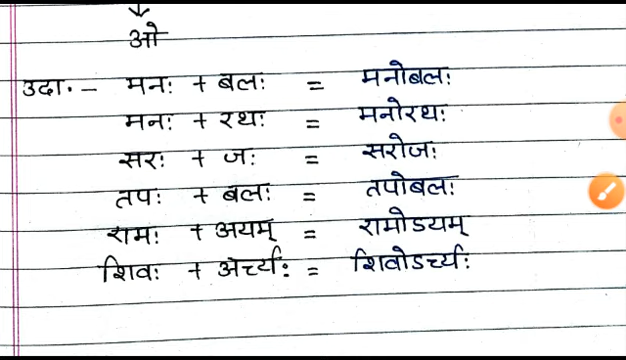 ↓
ओ
उदा.- मनः + बलः = मनोबलः
मनः + रथः = मनोरथः
सरः + जः = सरोजः
तपः + बलः = तपोबलः
रामः + अयम् = रामोऽयम्
शिवः + अर्च्यः = शिवोऽर्च्यः